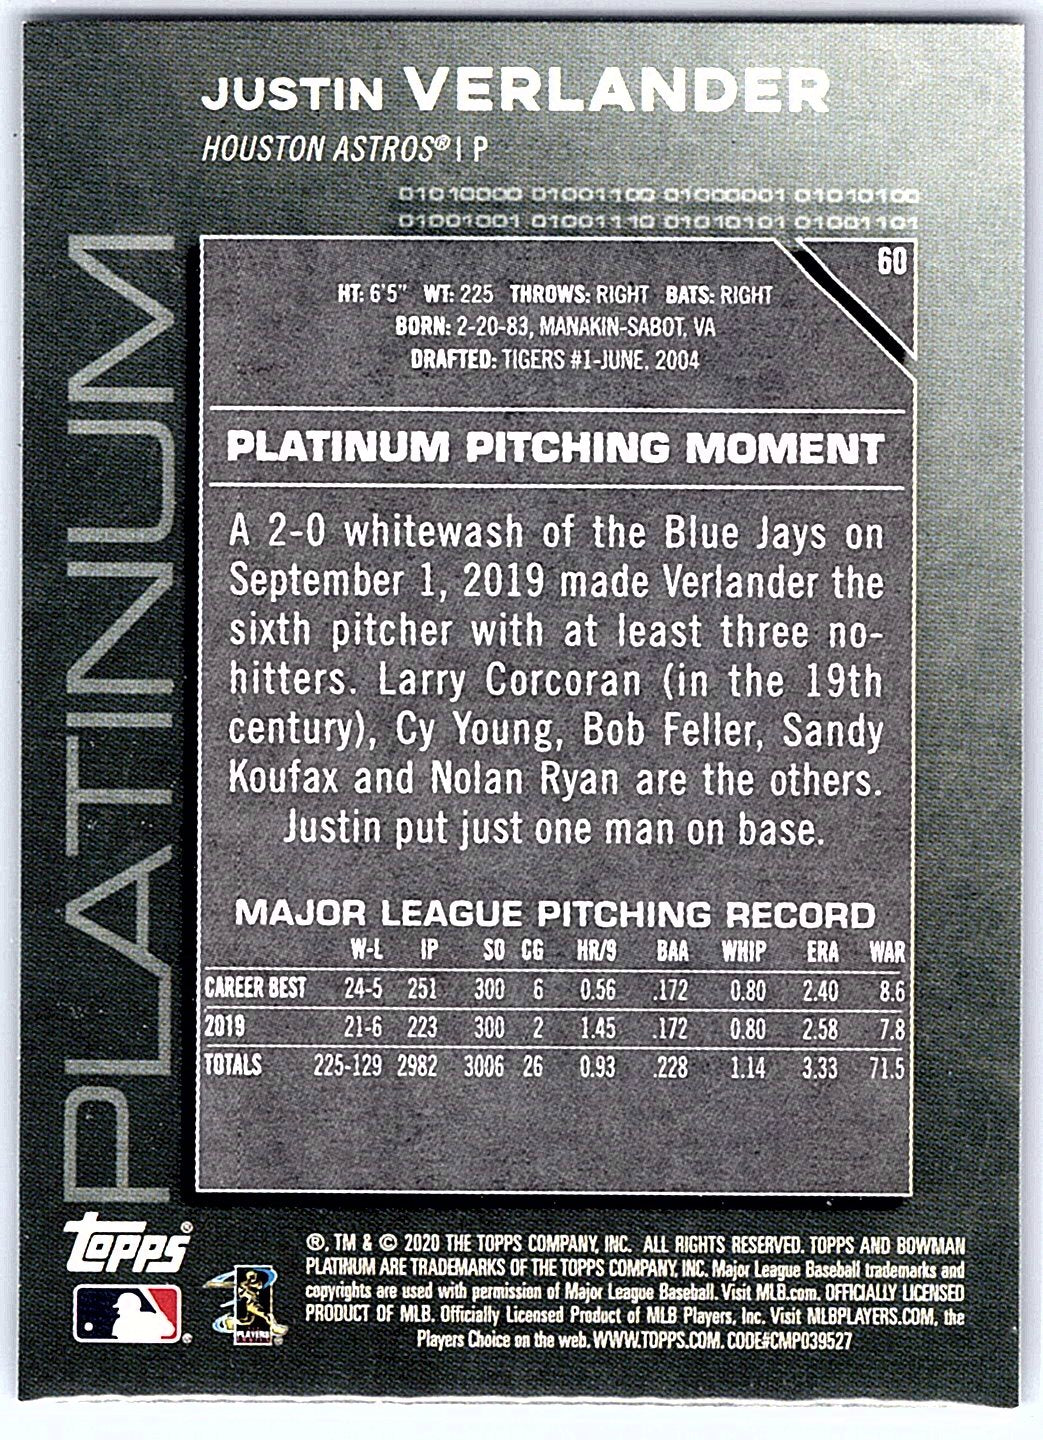 JUSTIN VERLANDER
HOUSTON ASTROS® | P
01010000 01001100 01000001 01010100
01001001 01001110 01010101 01001101
PLATINUM
60
HT: 6'5" WT: 225 THROWS: RIGHT BATS: RIGHT
BORN: 2-20-83, MANAKIN-SABOT, VA
DRAFTED: TIGERS #1-JUNE, 2004
PLATINUM PITCHING MOMENT
A 2-0 whitewash of the Blue Jays on
September 1, 2019 made Verlander the
sixth pitcher with at least three no-
hitters. Larry Corcoran (in the 19th
century), Cy Young, Bob Feller, Sandy
Koufax and Nolan Ryan are the others.
Justin put just one man on base.
MAJOR LEAGUE PITCHING RECORD
W-L IP SO CG HR/9 BAA WHIP ERA WAR
CAREER BEST 24-5 251 300 6 0.56 .172 0.80 2.40 8.6
2019 21-6 223 300 2 1.45 .172 0.80 2.58 7.8
TOTALS 225-129 2982 3006 26 0.93 .228 1.14 3.33 71.5
topps®
PLAYERS
®, TM & © 2020 THE TOPPS COMPANY, INC. ALL RIGHTS RESERVED. TOPPS AND BOWMAN
PLATINUM ARE TRADEMARKS OF THE TOPPS COMPANY, INC. Major League Baseball trademarks and
copyrights are used with permission of Major League Baseball. Visit MLB.com. OFFICIALLY LICENSED
PRODUCT OF MLB. Officially Licensed Product of MLB Players, Inc. Visit MLBPLAYERS.COM, the
Players Choice on the web. WWW.TOPPS.COM. CODE#CMP039527